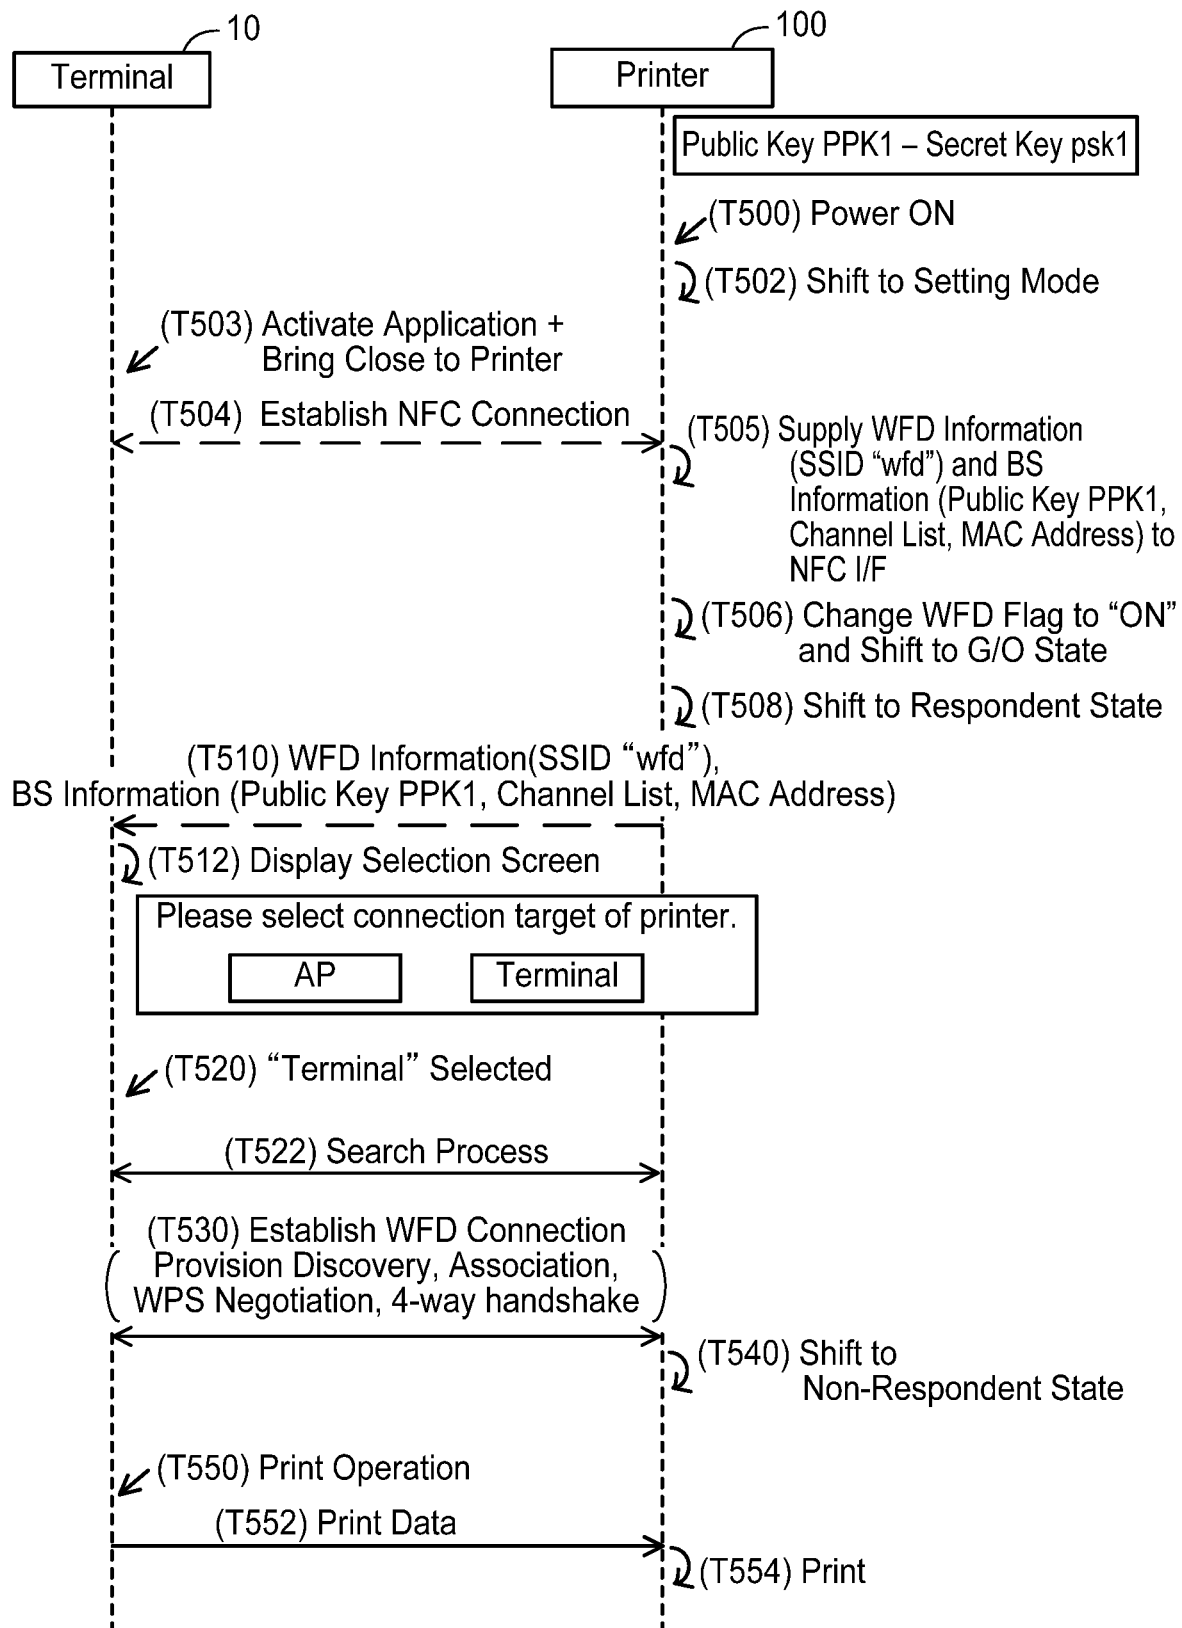 10
100
Terminal
Printer
Public Key PPK1 – Secret Key psk1
(T500) Power ON
(T502) Shift to Setting Mode
(T503) Activate Application +
Bring Close to Printer
(T504) Establish NFC Connection
(T505) Supply WFD Information
(SSID “wfd”) and BS
Information (Public Key PPK1,
Channel List, MAC Address) to
NFC I/F
(T506) Change WFD Flag to “ON”
and Shift to G/O State
(T508) Shift to Respondent State
(T510) WFD Information(SSID “wfd”),
BS Information (Public Key PPK1, Channel List, MAC Address)
(T512) Display Selection Screen
Please select connection target of printer.
AP
Terminal
(T520) “Terminal” Selected
(T522) Search Process
(T530) Establish WFD Connection
( Provision Discovery, Association,
WPS Negotiation, 4-way handshake )
(T540) Shift to
Non-Respondent State
(T550) Print Operation
(T552) Print Data
(T554) Print